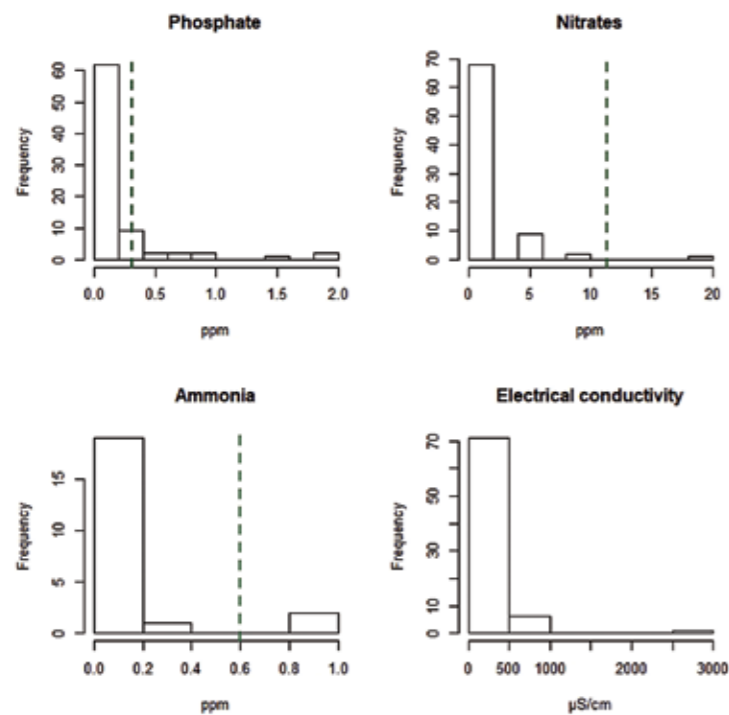 Phosphate
Frequency
0 10 20 30 40 50 60
0.0 0.5 1.0 1.5 2.0
ppm
Nitrates
Frequency
0 10 20 30 40 50 60 70
0 5 10 15 20
ppm
Ammonia
Frequency
0 5 10 15
0.0 0.2 0.4 0.6 0.8 1.0
ppm
Electrical conductivity
Frequency
0 10 30 50 70
0 500 1000 2000 3000
µS/cm